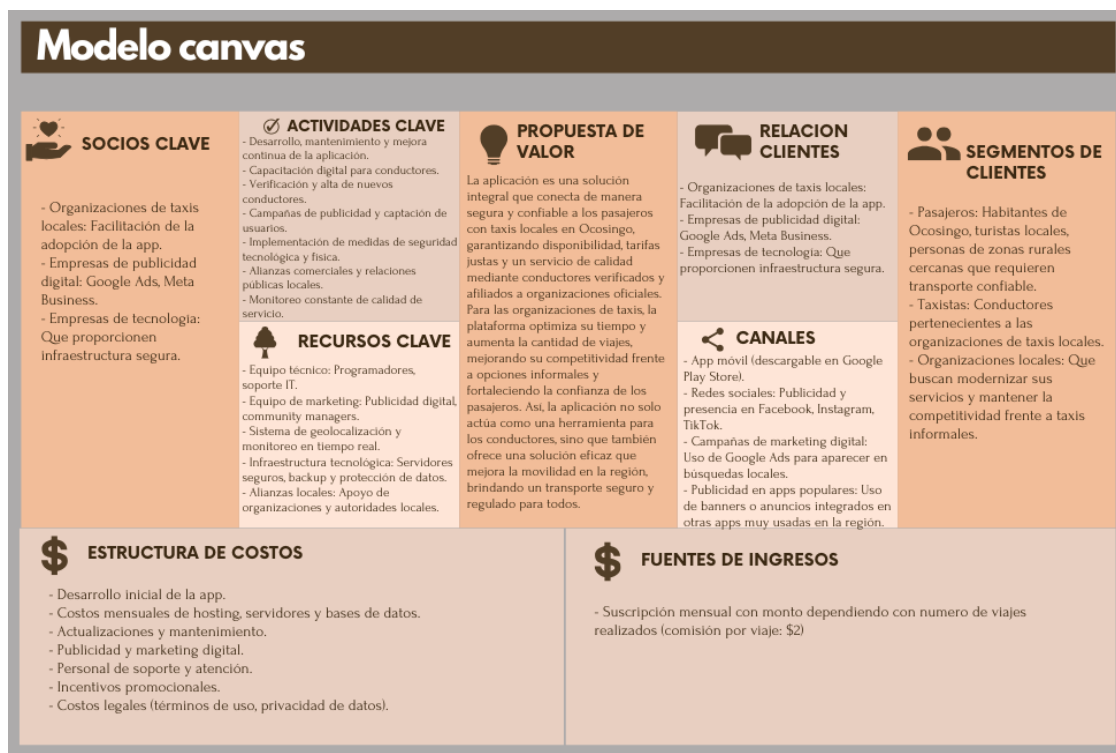 Modelo canvas
SOCIOS CLAVE
- Organizaciones de taxis
locales: Facilitación de la
adopción de la app.
- Empresas de publicidad
digital: Google Ads, Meta
Business.
- Empresas de tecnologia:
Que proporcionen
infraestructura segura.
ACTIVIDADES CLAVE
- Desarrollo, mantenimiento y mejora
continua de la aplicación.
- Capacitación digital para conductores.
- Verificación y alta de nuevos
conductores.
- Campañas de publicidad y captación de
usuarios.
- Implementación de medidas de seguridad
tecnológica y física.
- Alianzas comerciales y relaciones
públicas locales.
- Monitoreo constante de calidad de
servicio.
RECURSOS CLAVE
- Equipo técnico: Programadores,
soporte IT.
- Equipo de marketing: Publicidad digital,
community managers.
- Sistema de geolocalización y
monitoreo en tiempo real.
- Infraestructura tecnológica: Servidores
seguros, backup y protección de datos.
- Alianzas locales: Apoyo de
organizaciones y autoridades locales.
PROPUESTA DE
VALOR
La aplicación es una solución
integral que conecta de manera
segura y confiable a los pasajeros
con taxis locales en Ocosingo,
garantizando disponibilidad, tarifas
justas y un servicio de calidad
mediante conductores verificados y
afiliados a organizaciones oficiales.
Para las organizaciones de taxis, la
plataforma optimiza su tiempo y
aumenta la cantidad de viajes,
mejorando su competitividad frente
a opciones informales y
fortaleciendo la confianza de los
pasajeros. Así, la aplicación no solo
actúa como una herramienta para
los conductores, sino que también
ofrece una solución eficaz que
mejora la movilidad en la región,
brindando un transporte seguro y
regulado para todos.
RELACION
CLIENTES
- Organizaciones de taxis locales:
Facilitación de la adopción de la app.
- Empresas de publicidad digital:
Google Ads, Meta Business.
- Empresas de tecnologia: Que
proporcionen infraestructura segura.
CANALES
- App móvil (descargable en Google
Play Store).
- Redes sociales: Publicidad y
presencia en Facebook, Instagram,
TikTok.
- Campañas de marketing digital:
Uso de Google Ads para aparecer en
búsquedas locales.
- Publicidad en apps populares: Uso
de banners o anuncios integrados en
otras apps muy usadas en la región.
SEGMENTOS DE
CLIENTES
- Pasajeros: Habitantes de
Ocosingo, turistas locales,
personas de zonas rurales
cercanas que requieren
transporte confiable.
- Taxistas: Conductores
pertenecientes a las
organizaciones de taxis locales.
- Organizaciones locales: Que
buscan modernizar sus
servicios y mantener la
competitividad frente a taxis
informales.
$ ESTRUCTURA DE COSTOS
- Desarrollo inicial de la app.
- Costos mensuales de hosting, servidores y bases de datos.
- Actualizaciones y mantenimiento.
- Publicidad y marketing digital.
- Personal de soporte y atención.
- Incentivos promocionales.
- Costos legales (términos de uso, privacidad de datos).
$ FUENTES DE INGRESOS
- Suscripción mensual con monto dependiendo con numero de viajes
realizados (comisión por viaje: $2)